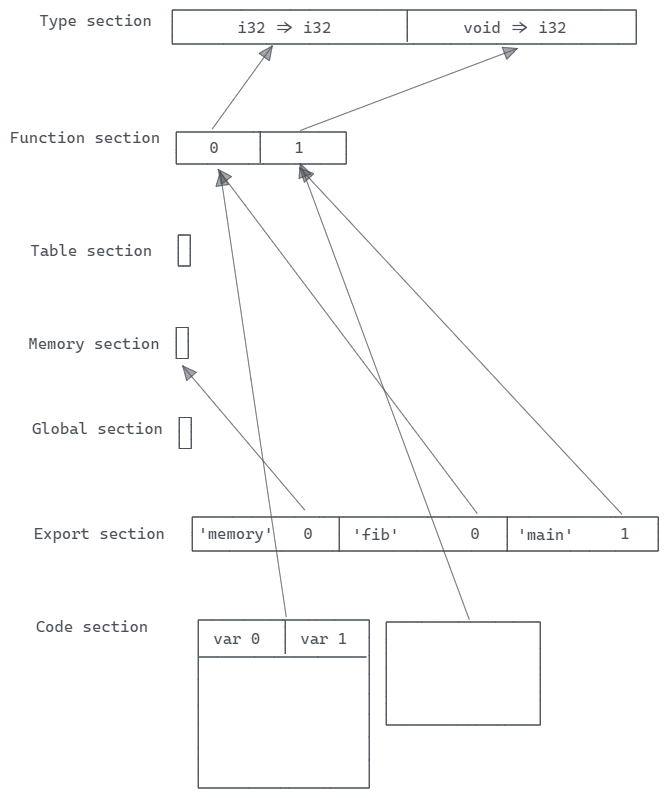 Type section
i32 ⇒ i32
void ⇒ i32
Function section
0
1
Table section
Memory section
Global section
Export section
'memory' 0
'fib' 0
'main' 1
Code section
var 0
var 1